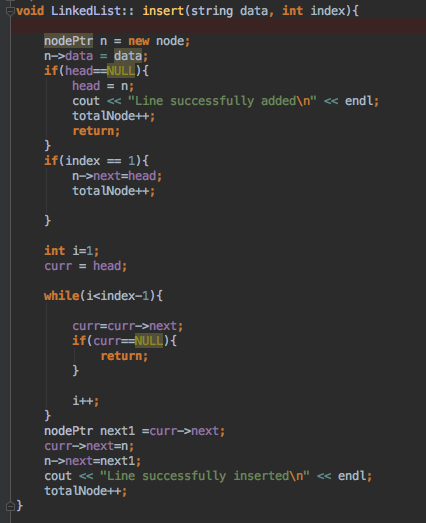 void LinkedList:: insert(string data, int index){
nodePtr n = new node;
n->data = data;
if(head==NULL){
head = n;
cout << "Line successfully added\n" << endl;
totalNode++;
return;
}
if(index == 1){
n->next=head;
totalNode++;
}
int i=1;
curr = head;
while(i<index-1){
curr=curr->next;
if(curr==NULL){
return;
}
i++;
}
nodePtr next1 =curr->next;
curr->next=n;
n->next=next1;
cout << "Line successfully inserted\n" << endl;
totalNode++;
}